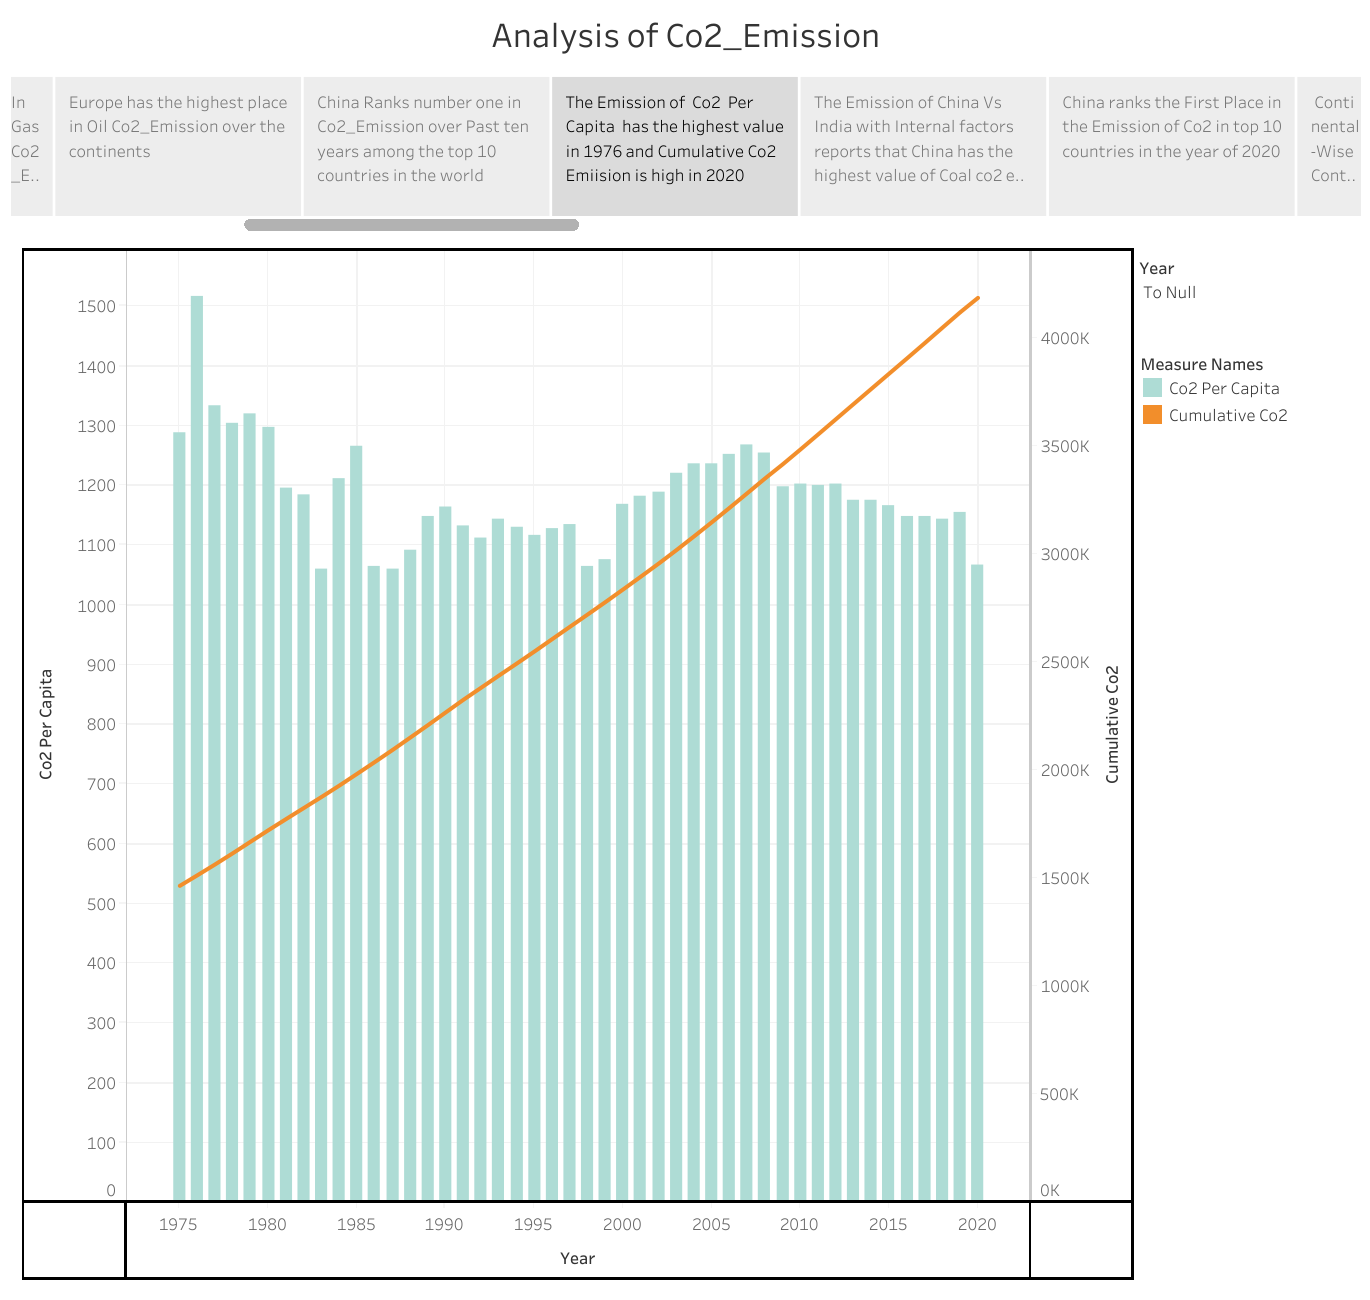 Analysis of Co2_Emission
In
Gas
Co2
_E..
Europe has the highest place
in Oil Co2_Emission over the
continents
China Ranks number one in
Co2_Emission over Past ten
years among the top 10
countries in the world
The Emission of  Co2  Per
Capita  has the highest value
in 1976 and Cumulative Co2
Emiision is high in 2020
The Emission of China Vs
India with Internal factors
reports that China has the
highest value of Coal co2 e..
China ranks the First Place in
the Emission of Co2 in top 10
countries in the year of 2020
Conti
nental
-Wise
Cont..
1500
1400
1300
1200
1100
1000
900
800
700
600
500
400
300
200
100
0
Co2 Per Capita
4000K
3500K
3000K
2500K
2000K
1500K
1000K
500K
0K
Cumulative Co2
1975
1980
1985
1990
1995
2000
2005
2010
2015
2020
Year
Year
To Null
Measure Names
Co2 Per Capita
Cumulative Co2